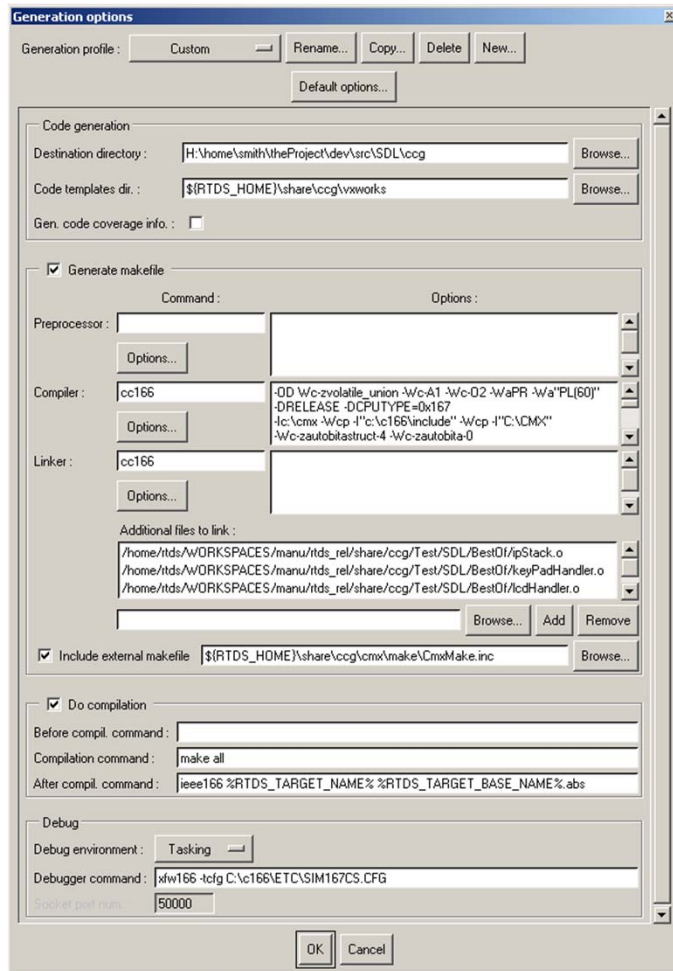 Generation options
Generation profile :
Custom
Rename...
Copy...
Delete
New...
Default options...
Code generation
Destination directory :
H:\home\smith\theProject\dev\src\SDL\ccg
Browse...
Code templates dir. :
${RTDS_HOME}\share\ccg\vxworks
Browse...
Gen. code coverage info. :
Generate makefile
Command :
Options :
Preprocessor :
Options...
Compiler :
cc166
-OD Wc-zvolatile_union -Wc-A1 -Wc-O2 -WaPR -Wa"PL(60)"
-DRELEASE -DCPUTYPE=0x167
-Ic:\cmx -Wcp -I"c:\c166\include" -Wcp -I"C:\CMX"
-Wc-zautobitastruct-4 -Wc-zautobita-0
Options...
Linker :
cc166
Options...
Additional files to link :
/home/rtds/WORKSPACES/manu/rtds_rel/share/ccg/Test/SDL/BestOf/ipStack.o
/home/rtds/WORKSPACES/manu/rtds_rel/share/ccg/Test/SDL/BestOf/keyPadHandler.o
/home/rtds/WORKSPACES/manu/rtds_rel/share/ccg/Test/SDL/BestOf/lcdHandler.o
Browse...
Add
Remove
Include external makefile
${RTDS_HOME}\share\ccg\cmx\make\CmxMake.inc
Browse...
Do compilation
Before compil. command :
Compilation command :
make all
After compil. command :
ieee166 %RTDS_TARGET_NAME% %RTDS_TARGET_BASE_NAME%.abs
Debug
Debug environment :
Tasking
Debugger command :
xfw166 -tcfg C:\c166\ETC\SIM167CS.CFG
Socket port num.
50000
OK
Cancel